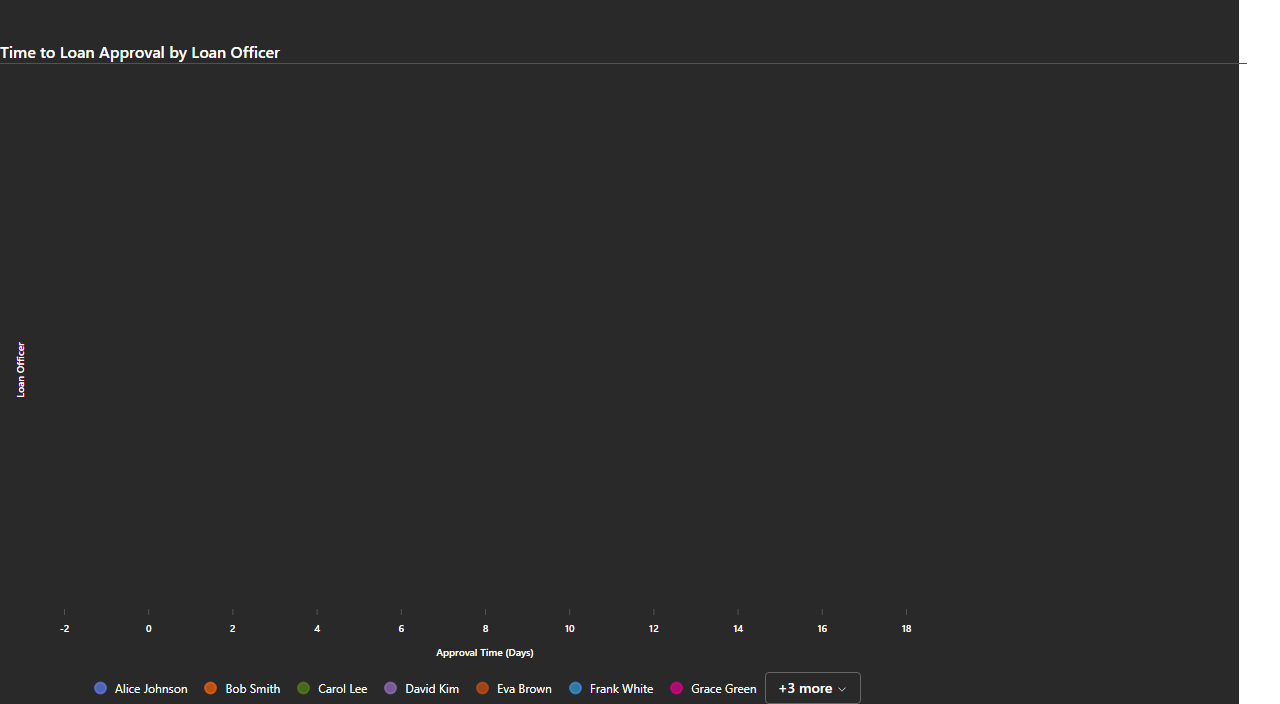 Time to Loan Approval by Loan Officer
Loan Officer
-2 0 2 4 6 8 10 12 14 16 18
Approval Time (Days)
Alice Johnson Bob Smith Carol Lee David Kim Eva Brown Frank White Grace Green +3 more